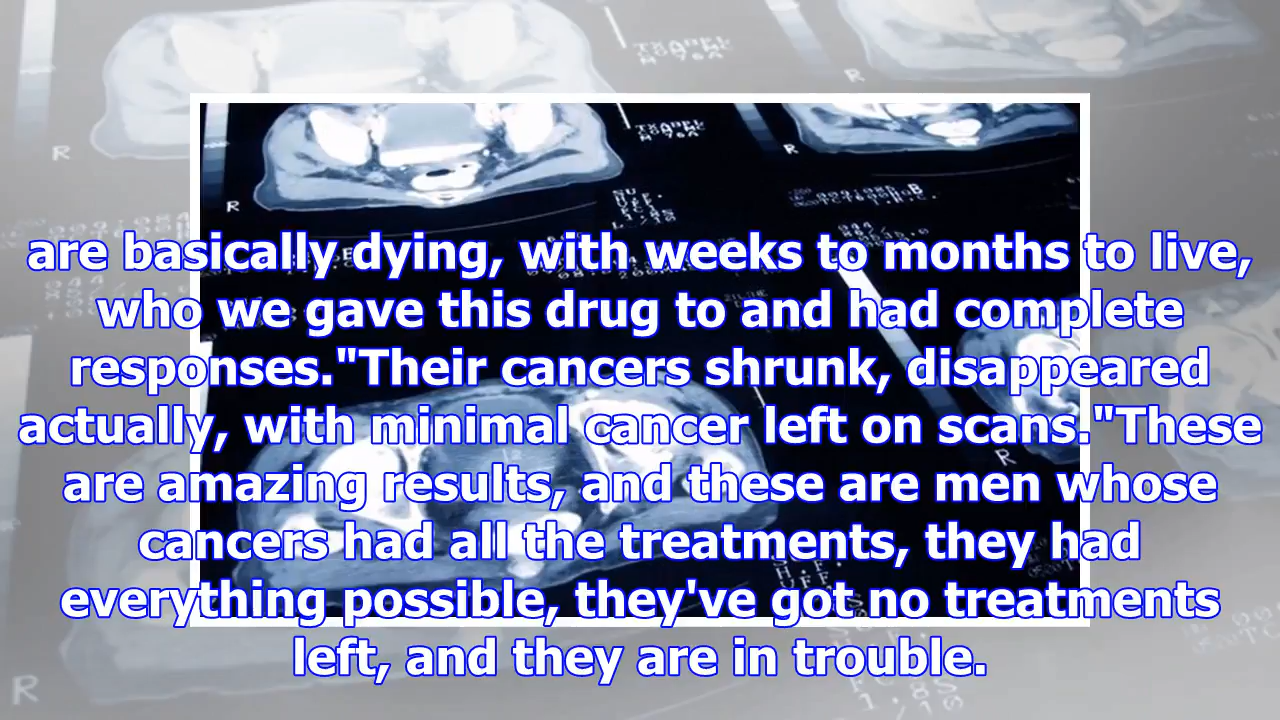 are basically dying, with weeks to months to live,
who we gave this drug to and had complete
responses."Their cancers shrunk, disappeared
actually, with minimal cancer left on scans."These
are amazing results, and these are men whose
cancers had all the treatments, they had
everything possible, they've got no treatments
left, and they are in trouble.
R
R
R
R
R
R